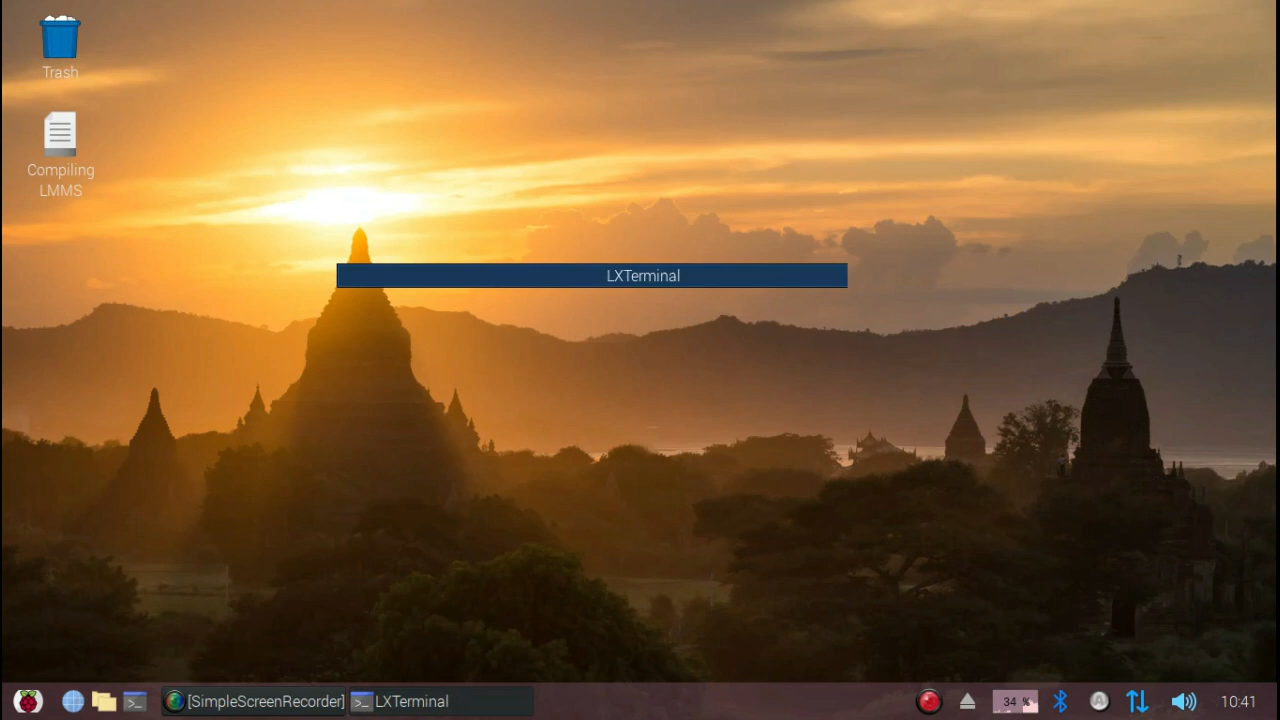 Trash
Compiling
LMMS
LXTerminal
[SimpleScreenRecorder]
LXTerminal
34 %
A
10:41